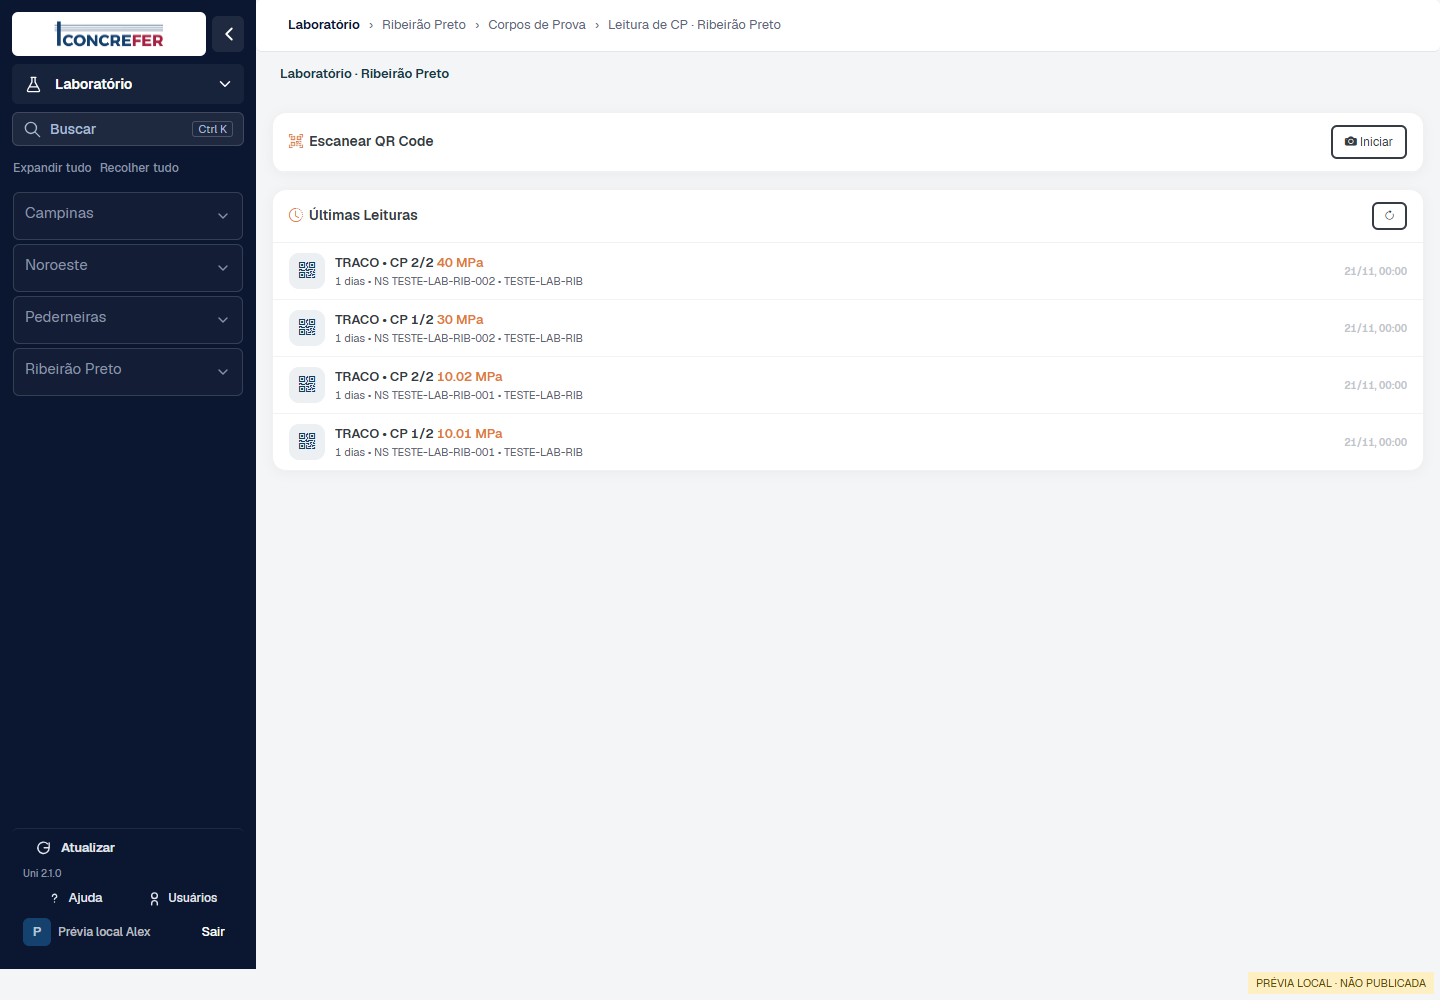 CONCREFER
Laboratório
Buscar Ctrl K
Expandir tudo Recolher tudo
Campinas
Noroeste
Pederneiras
Ribeirão Preto
Atualizar
Uni 2.1.0
? Ajuda Usuários
P Prévia local Alex Sair
Laboratório › Ribeirão Preto › Corpos de Prova › Leitura de CP · Ribeirão Preto
Laboratório · Ribeirão Preto
Escanear QR Code
Iniciar
Últimas Leituras
TRACO • CP 2/2 40 MPa
1 dias • NS TESTE-LAB-RIB-002 • TESTE-LAB-RIB
21/11, 00:00
TRACO • CP 1/2 30 MPa
1 dias • NS TESTE-LAB-RIB-002 • TESTE-LAB-RIB
21/11, 00:00
TRACO • CP 2/2 10.02 MPa
1 dias • NS TESTE-LAB-RIB-001 • TESTE-LAB-RIB
21/11, 00:00
TRACO • CP 1/2 10.01 MPa
1 dias • NS TESTE-LAB-RIB-001 • TESTE-LAB-RIB
21/11, 00:00
PRÉVIA LOCAL · NÃO PUBLICADA